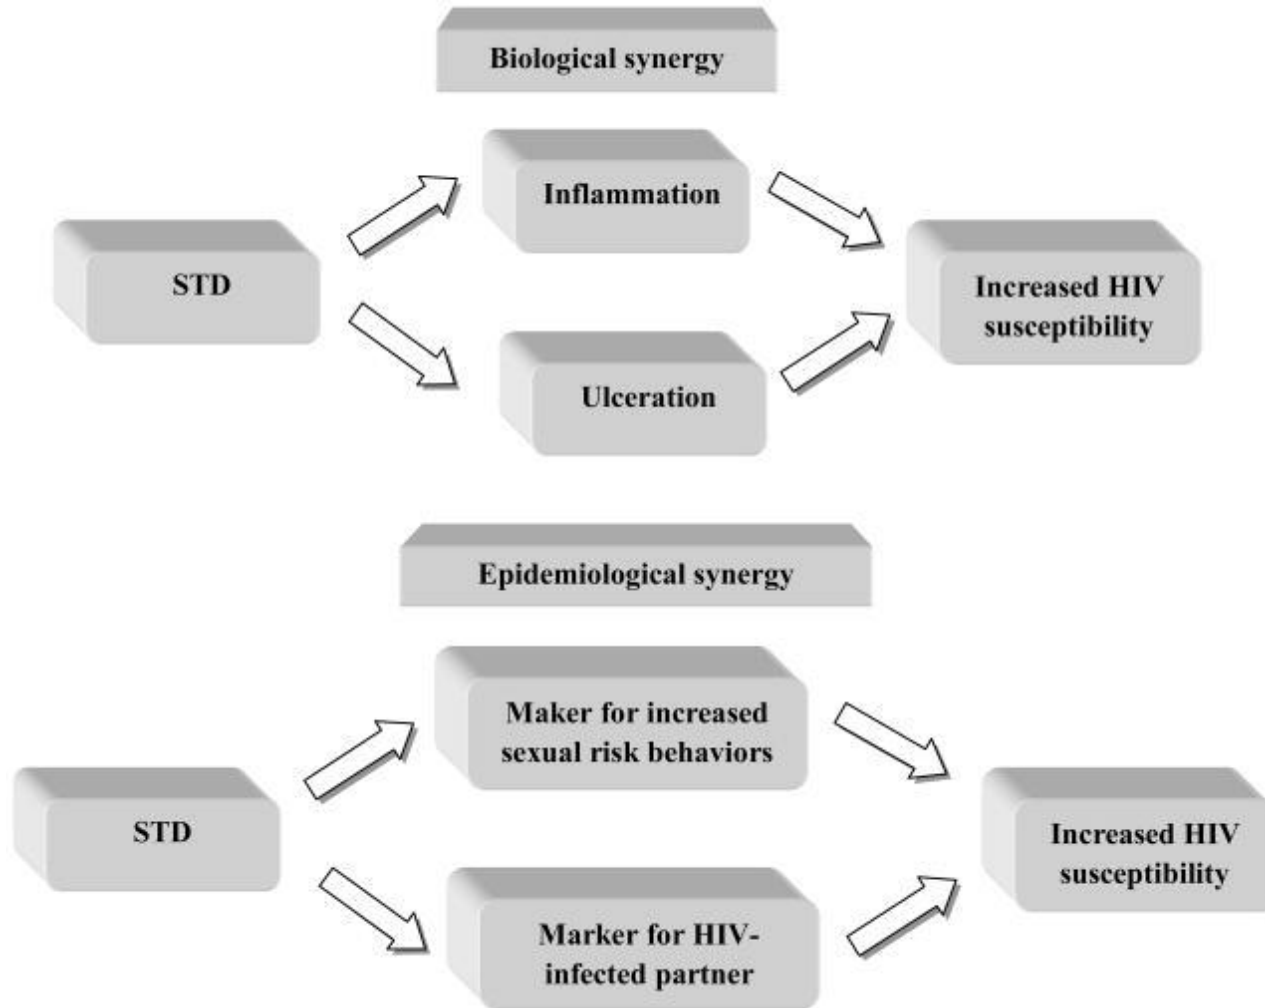 Biological synergy
Inflammation
STD
Increased HIV
susceptibility
Ulceration
Epidemiological synergy
Maker for increased
sexual risk behaviors
STD
Increased HIV
susceptibility
Marker for HIV-
infected partner